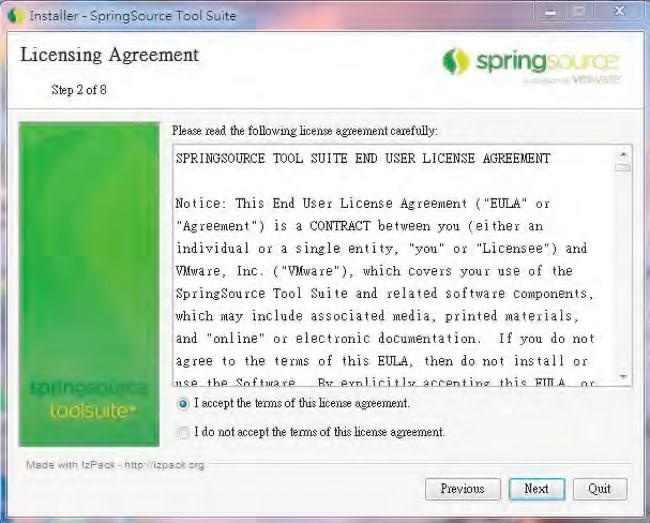 Installer - SpringSource Tool Suite
Licensing Agreement
Step 2 of 8
springsource
a division of vmware
Please read the following license agreement carefully:
SPRINGSOURCE TOOL SUITE END USER LICENSE AGREEMENT
Notice: This End User License Agreement ("EULA" or
"Agreement") is a CONTRACT between you (either an
individual or a single entity, "you" or "Licensee") and
VMware, Inc. ("VMware"), which covers your use of the
SpringSource Tool Suite and related software components,
which may include associated media, printed materials,
and "online" or electronic documentation. If you do not
agree to the terms of this EULA, then do not install or
use the Software. By explicitly accepting this EULA, or
springsource
toolsuite
I accept the terms of this license agreement.
I do not accept the terms of this license agreement.
Made with IzPack - http://izpack.org
Previous
Next
Quit